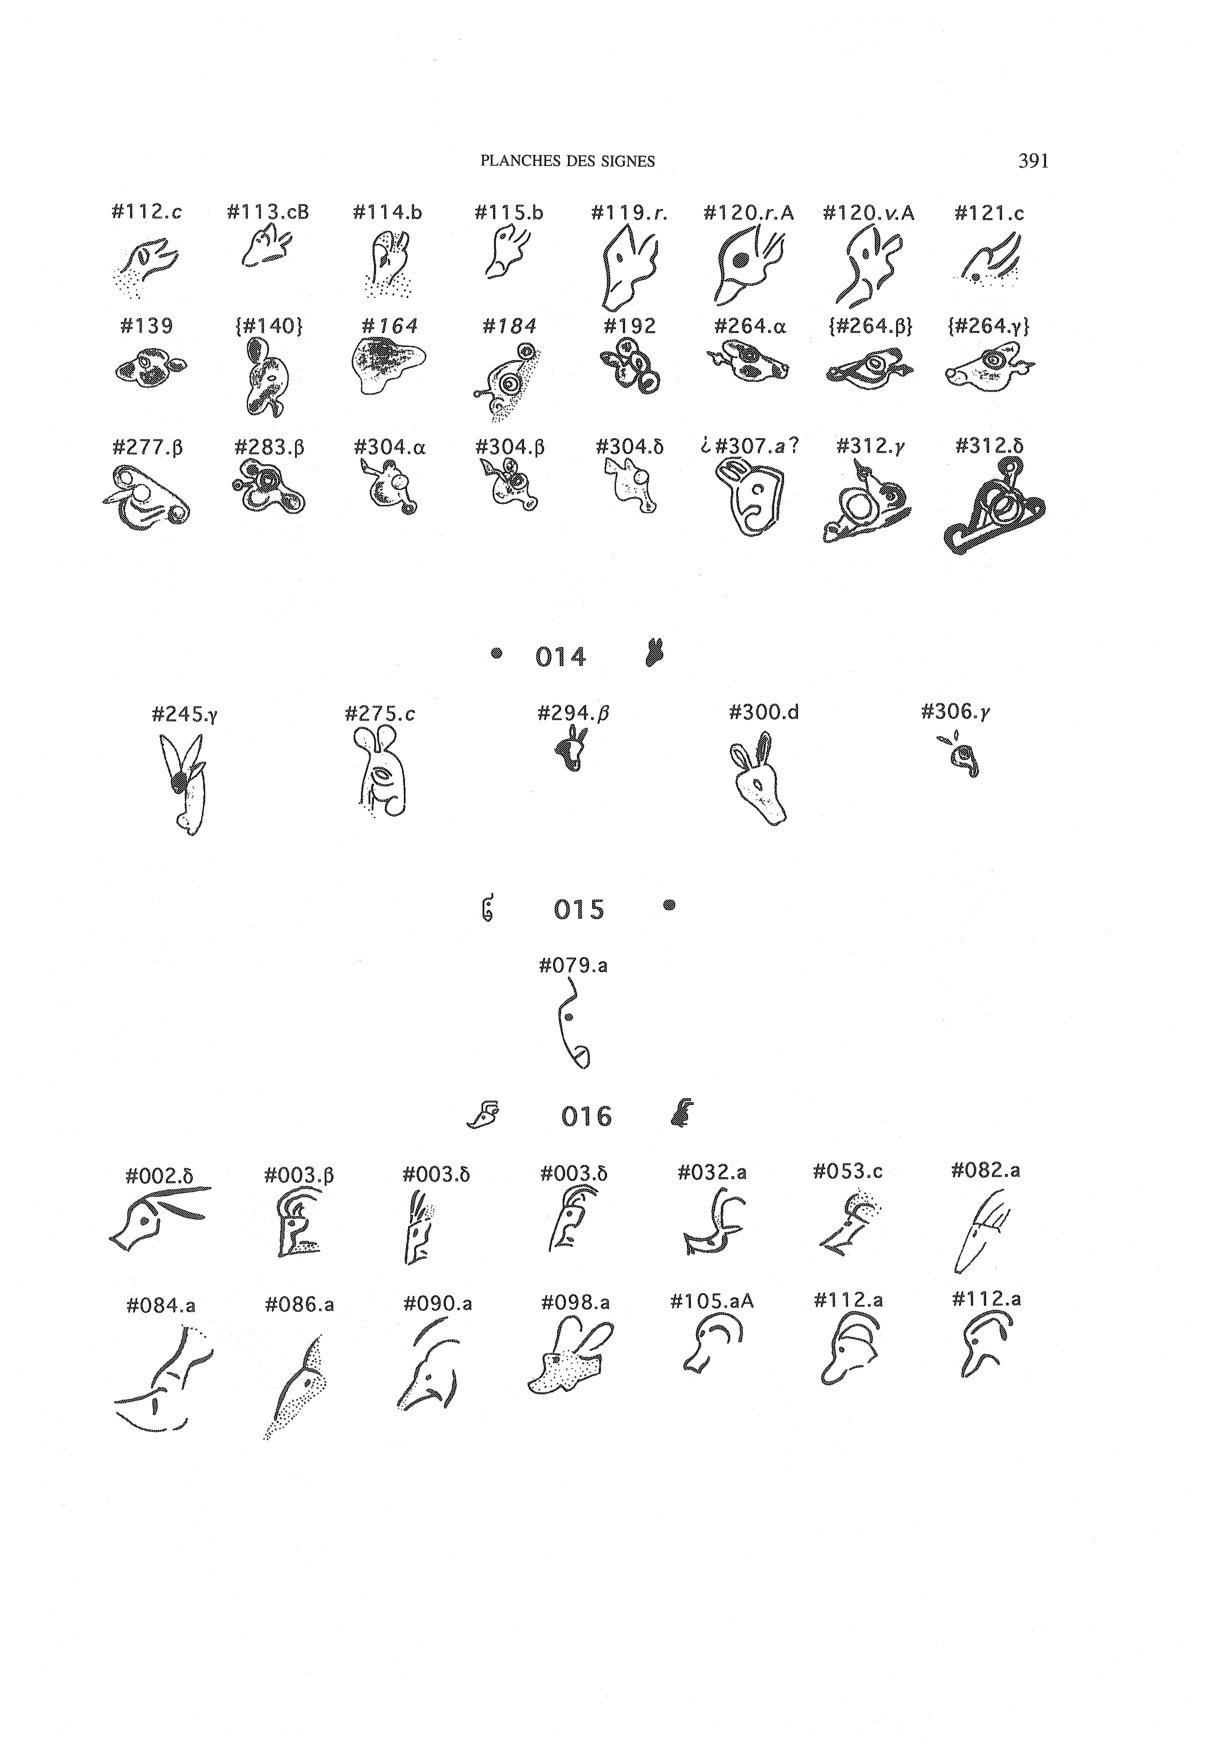 PLANCHES DES SIGNES 391
#112.c #113.cB #114.b #115.b #119.r. #120.r.A #120.v.A #121.c
#139 {#140} #164 #184 #192 #264.α {#264.β} {#264.γ}
#277.β #283.β #304.α #304.β #304.δ ¿#307.a? #312.γ #312.δ
• 014
#245.γ #275.c #294.β #300.d #306.γ
015 •
#079.a
016
#002.δ #003.β #003.δ #003.δ #032.a #053.c #082.a
#084.a #086.a #090.a #098.a #105.aA #112.a #112.a